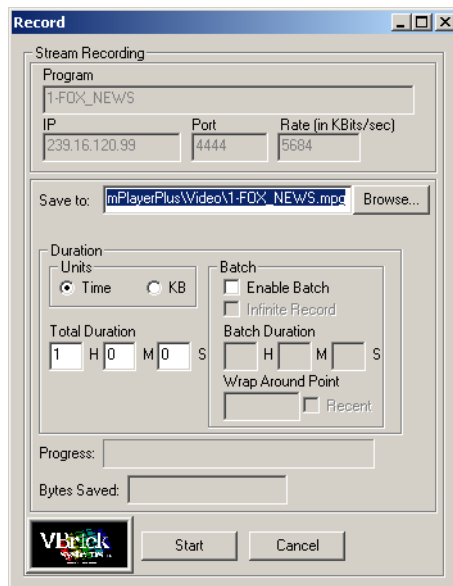 Record
Stream Recording
Program
1-FOX_NEWS
IP Port Rate (in KBits/sec)
239.16.120.99 4444 5684
Save to: mPlayerPlus\Video\1-FOX_NEWS.mpg Browse...
Duration
Units Batch
Time KB Enable Batch
Infinite Record
Total Duration Batch Duration
1 H 0 M 0 S H M S
Wrap Around Point
Recent
Progress:
Bytes Saved:
VBrick Start Cancel